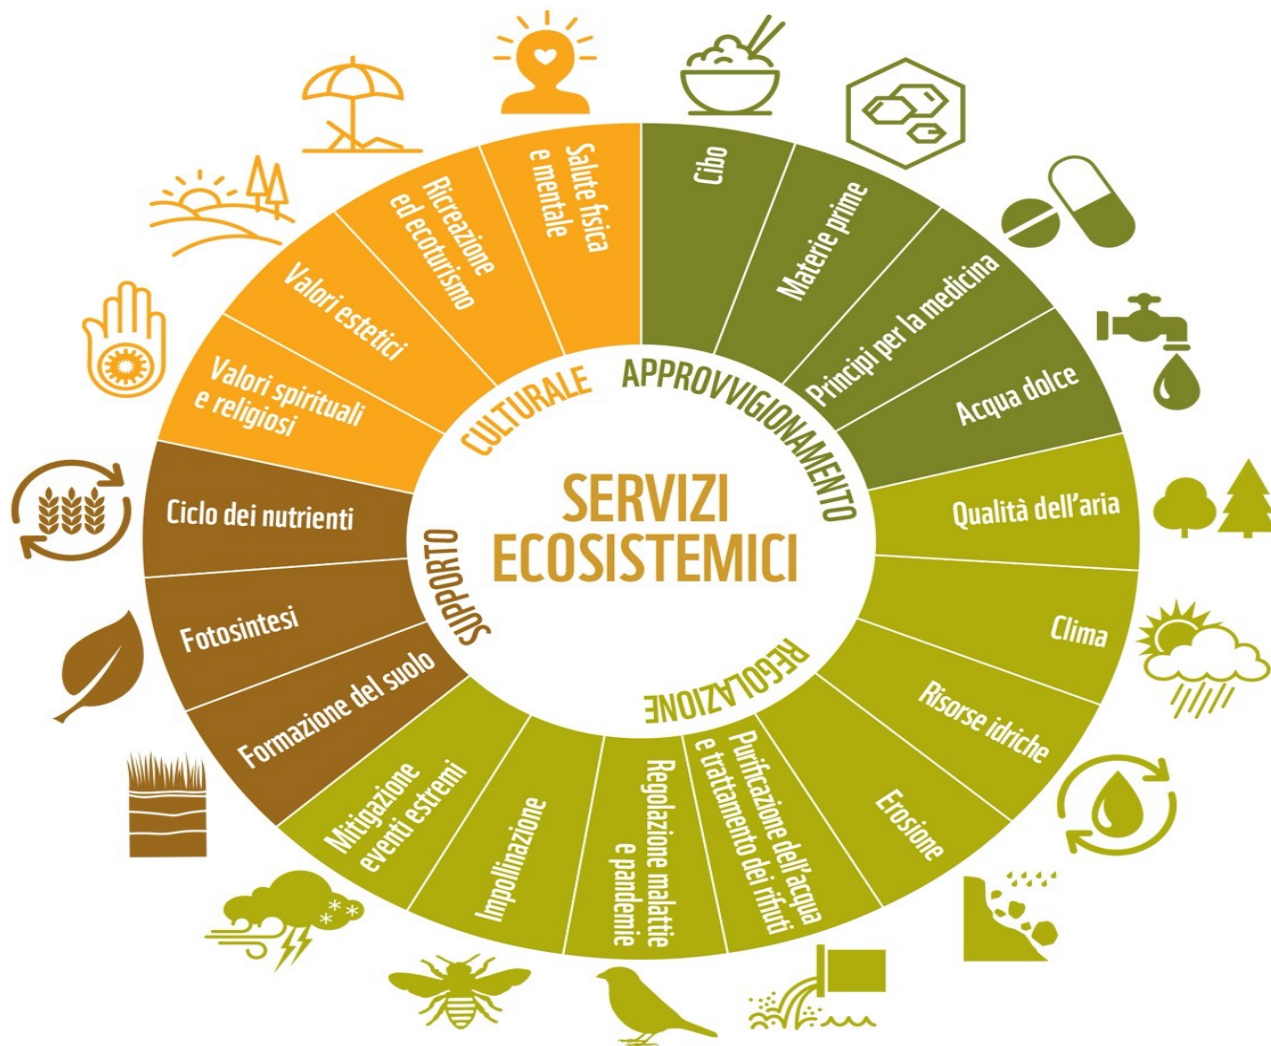 SERVIZI
ECOSISTEMICI
APPROVVIGIONAMENTO
Cibo
Materie prime
Principi per la medicina
Acqua dolce
REGOLAZIONE
Qualità dell'aria
Clima
Risorse idriche
Erosione
Purificazione dell'acqua
e trattamento dei rifiuti
Regolazione malattie
e pandemie
Impollinazione
Mitigazione
eventi estremi
SUPPORTO
Formazione del suolo
Fotosintesi
Ciclo dei nutrienti
CULTURALE
Valori spirituali
e religiosi
Valori estetici
Ricreazione
ed ecoturismo
Salute fisica
e mentale